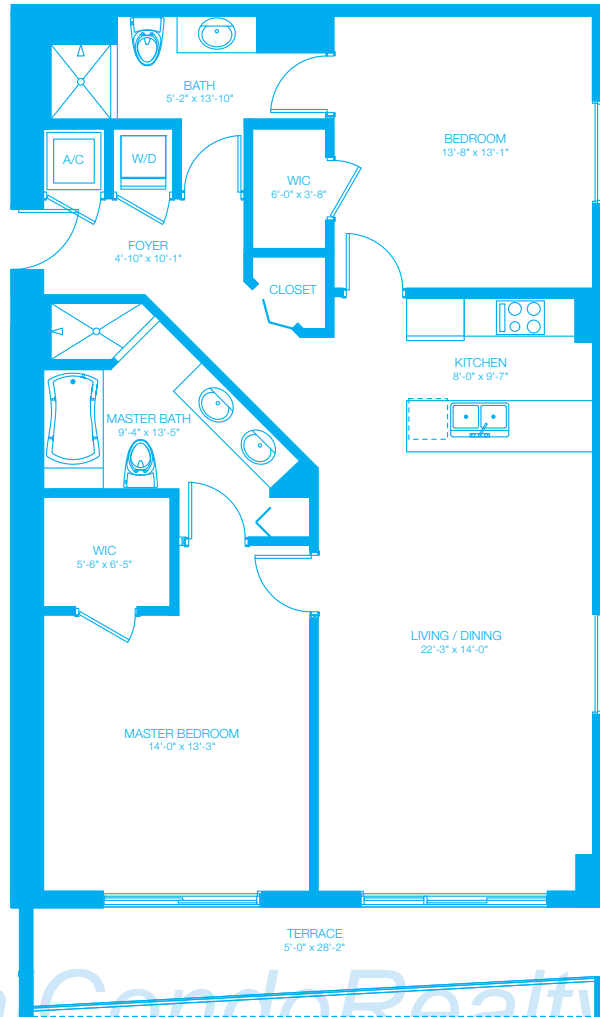 BATH
5'-2" x 13'-10"
BEDROOM
13'-8" x 13'-1"
A/C
W/D
WIC
6'-0" x 3'-8"
FOYER
4'-10" x 10'-1"
CLOSET
KITCHEN
8'-0" x 9'-7"
MASTER BATH
9'-4" x 13'-5"
WIC
5'-6" x 6'-5"
LIVING / DINING
22'-3" x 14'-0"
MASTER BEDROOM
14'-0" x 13'-3"
TERRACE
5'-0" x 28'-2"
CondoRealty